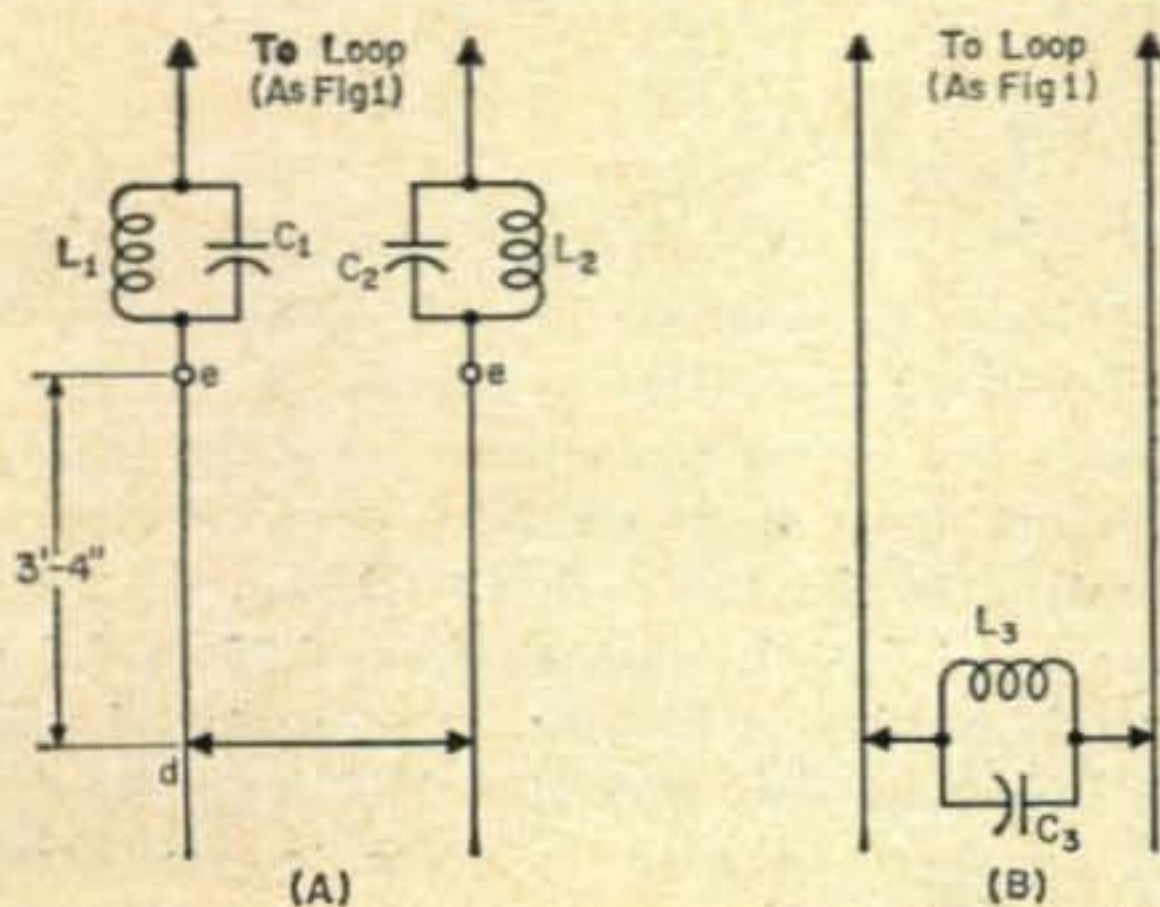 To Loop
(As Fig1)
To Loop
(As Fig1)
L1
C1
C2
L2
e
e
3'-4"
L3
d
C3
(A)
(B)